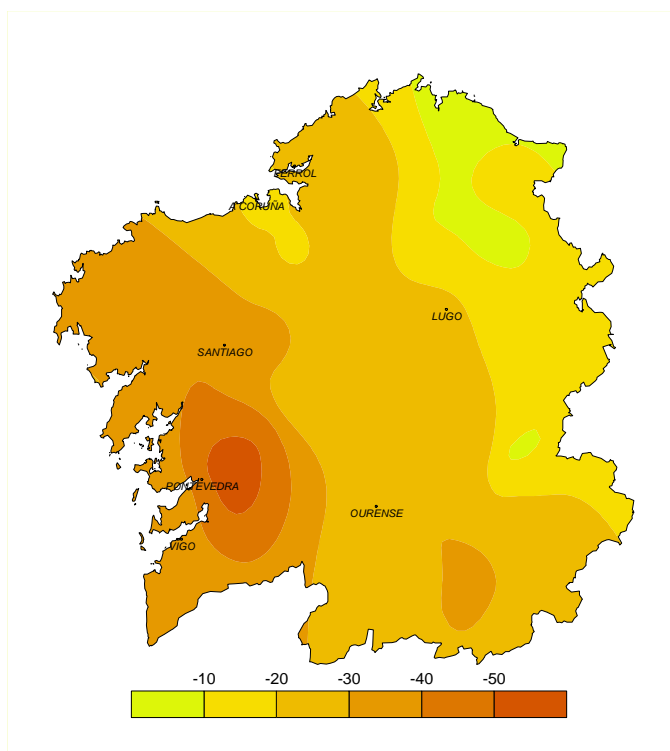 FERROL
A CORUÑA
LUGO
SANTIAGO
PONTEVEDRA
OURENSE
VIGO
-10 -20 -30 -40 -50